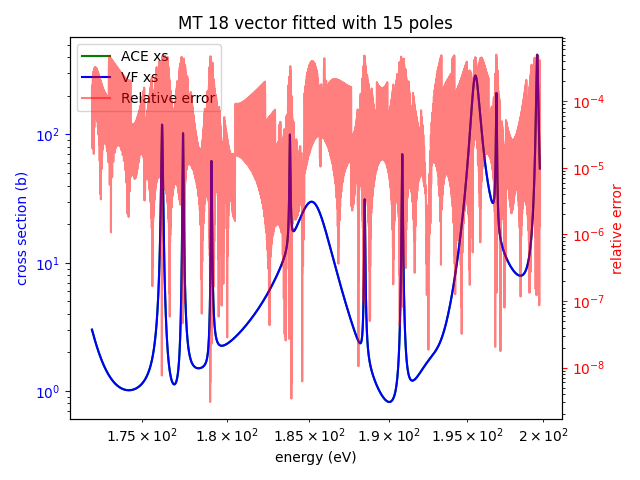 MT 18 vector fitted with 15 poles
ACE xs
VF xs
Relative error
cross section (b)
10²
10¹
10⁰
10⁻⁴
10⁻⁵
10⁻⁶
10⁻⁷
10⁻⁸
relative error
1.75 × 10² 1.8 × 10² 1.85 × 10² 1.9 × 10² 1.95 × 10² 2 × 10²
energy (eV)